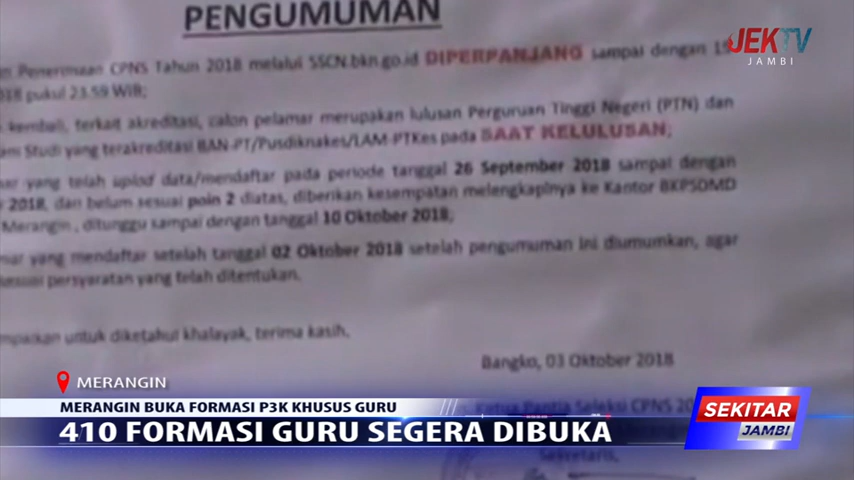 PENGUMUMAN
JEKTV
JAMBI
Penerimaan CPNS Tahun 2018 melalui SSCN.bkn.go.id DIPERPANJANG sampai dengan
pukul 23.59 WIB;
kembali, terkait akreditasi, calon pelamar merupakan lulusan Perguruan Tinggi Negeri (PTN) dan
Studi yang terakreditasi BAN-PT/Pusdiknakes/LAM-PTKes pada SAAT KELULUSAN;
yang telah uplod data/mendaftar pada periode tanggal 26 September 2018 sampai dengan
2018, dan belum sesuai poin 2 diatas, diberikan kesempatan melengkapinya ke Kantor BKPSDMD
Merangin, ditunggu sampai dengan tanggal 10 Oktober 2018;
yang mendaftar setelah tanggal 02 Oktober 2018 setelah pengumuman ini diumumkan, agar
sesuai persyaratan yang telah ditentukan.
untuk diketahui khalayak, terima kasih.
Bangko, 03 Oktober 2018
Ketua Panitia Seleksi CPNS
MERANGIN
MERANGIN BUKA FORMASI P3K KHUSUS GURU
410 FORMASI GURU SEGERA DIBUKA
SEKITAR
JAMBI
Sekretaris,